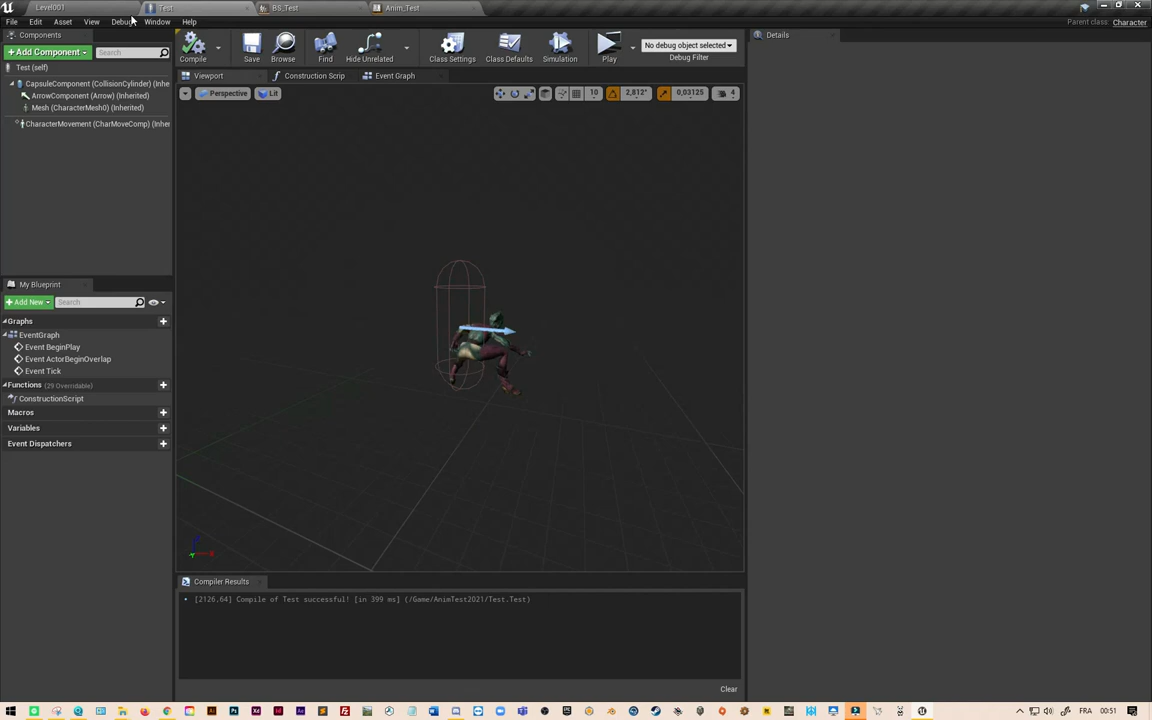 Level001
Test
BS_Test
Anim_Test
File
Edit
Asset
View
Debug
Window
Help
Parent class:
Character
Components
+Add Component
Search
Compile
Save
Browse
Find
Hide Unrelated
Class Settings
Class Defaults
Simulation
Play
No debug object selected
Debug Filter
Details
Test (self)
CapsuleComponent (CollisionCylinder) (Inhe
ArrowComponent (Arrow) (Inherited)
Mesh (CharacterMesh0) (Inherited)
CharacterMovement (CharMoveComp) (Inher
Viewport
Construction Scrip
Event Graph
Perspective
Lit
10
2,812°
0,03125
4
My Blueprint
+Add New
Search
Graphs
EventGraph
Event BeginPlay
Event ActorBeginOverlap
Event Tick
Functions (29 Overridable)
ConstructionScript
Macros
Variables
Event Dispatchers
Compiler Results
[2126,64] Compile of Test successful! [in 399 ms] (/Game/AnimTest2021/Test.Test)
Clear
FRA
00:51